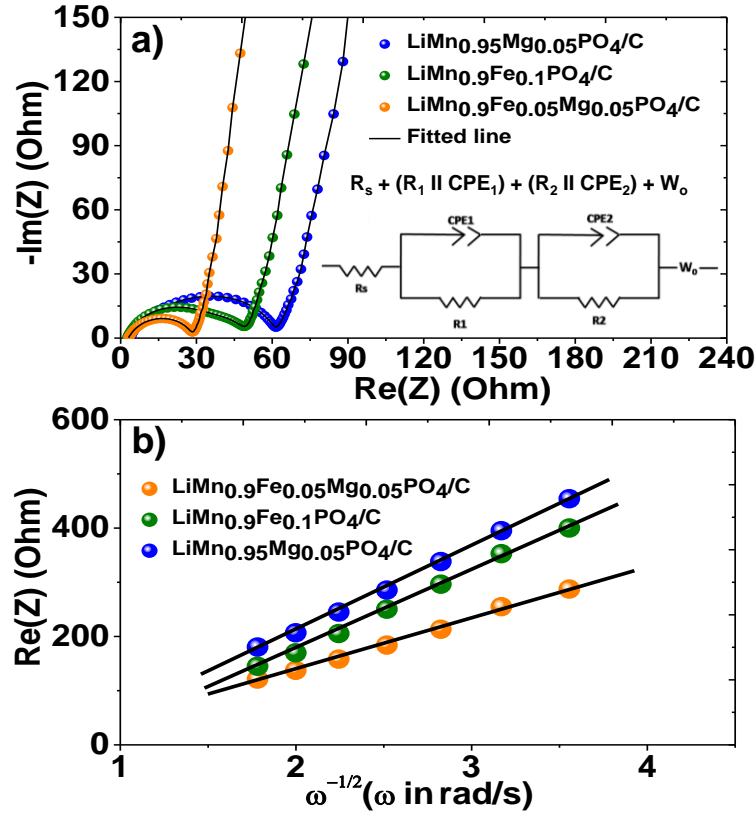 a)
150
120
90
60
30
0
-Im(Z) (Ohm)
LiMn0.95Mg0.05PO4/C
LiMn0.9Fe0.1PO4/C
LiMn0.9Fe0.05Mg0.05PO4/C
Fitted line
Rs + (R1 II CPE1) + (R2 II CPE2) + Wo
CPE1
CPE2
Rs
R1
R2
Wo
0 30 60 90 120 150 180 210 240
Re(Z) (Ohm)
b)
600
400
200
0
Re(Z) (Ohm)
LiMn0.9Fe0.05Mg0.05PO4/C
LiMn0.9Fe0.1PO4/C
LiMn0.95Mg0.05PO4/C
1 2 3 4
ω−1/2(ω in rad/s)